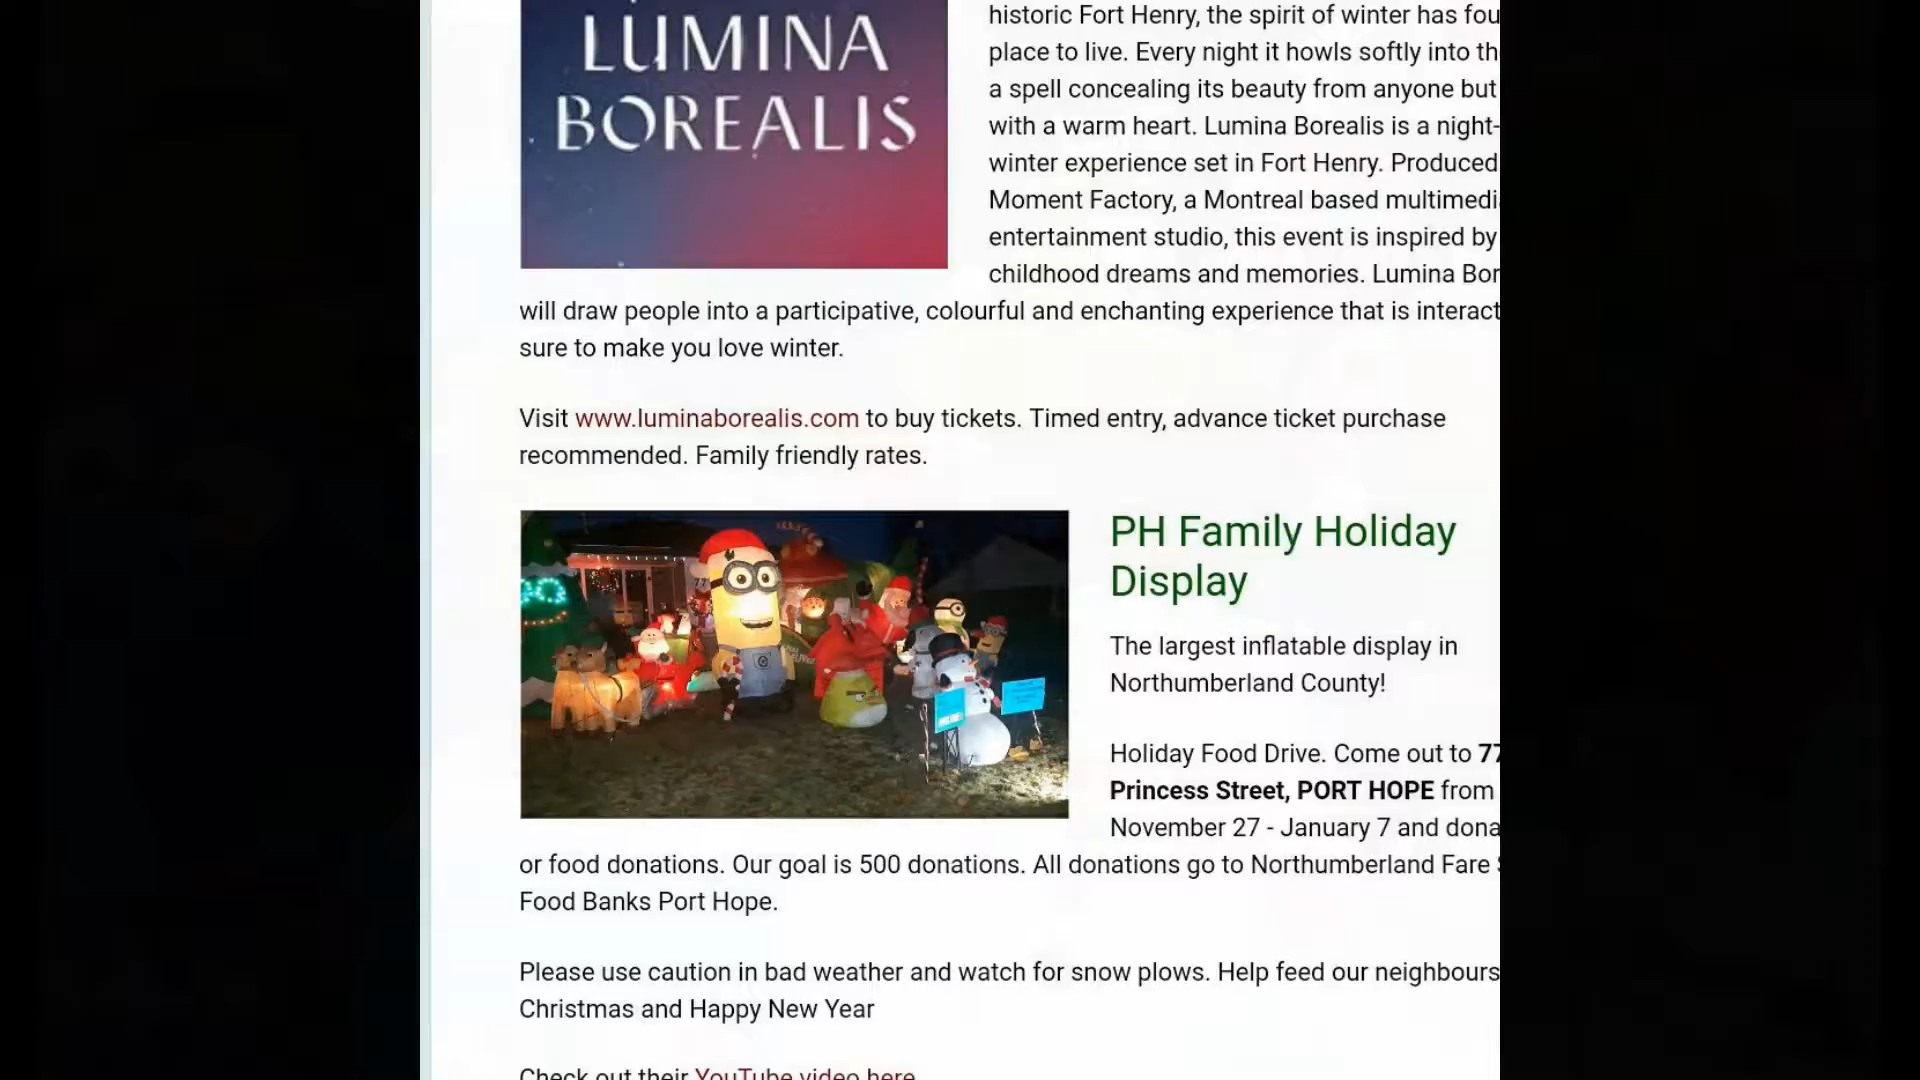 LUMINA
BOREALIS
historic Fort Henry, the spirit of winter has fou
place to live. Every night it howls softly into th
a spell concealing its beauty from anyone but
with a warm heart. Lumina Borealis is a night-
winter experience set in Fort Henry. Produced
Moment Factory, a Montreal based multimedi
entertainment studio, this event is inspired by
childhood dreams and memories. Lumina Bor
will draw people into a participative, colourful and enchanting experience that is interact
sure to make you love winter.
Visit www.luminaborealis.com to buy tickets. Timed entry, advance ticket purchase
recommended. Family friendly rates.
PH Family Holiday
Display
The largest inflatable display in
Northumberland County!
Holiday Food Drive. Come out to 77
Princess Street, PORT HOPE from
November 27 - January 7 and dona
or food donations. Our goal is 500 donations. All donations go to Northumberland Fare
Food Banks Port Hope.
Please use caution in bad weather and watch for snow plows. Help feed our neighbours
Christmas and Happy New Year
Check out their YouTube video here